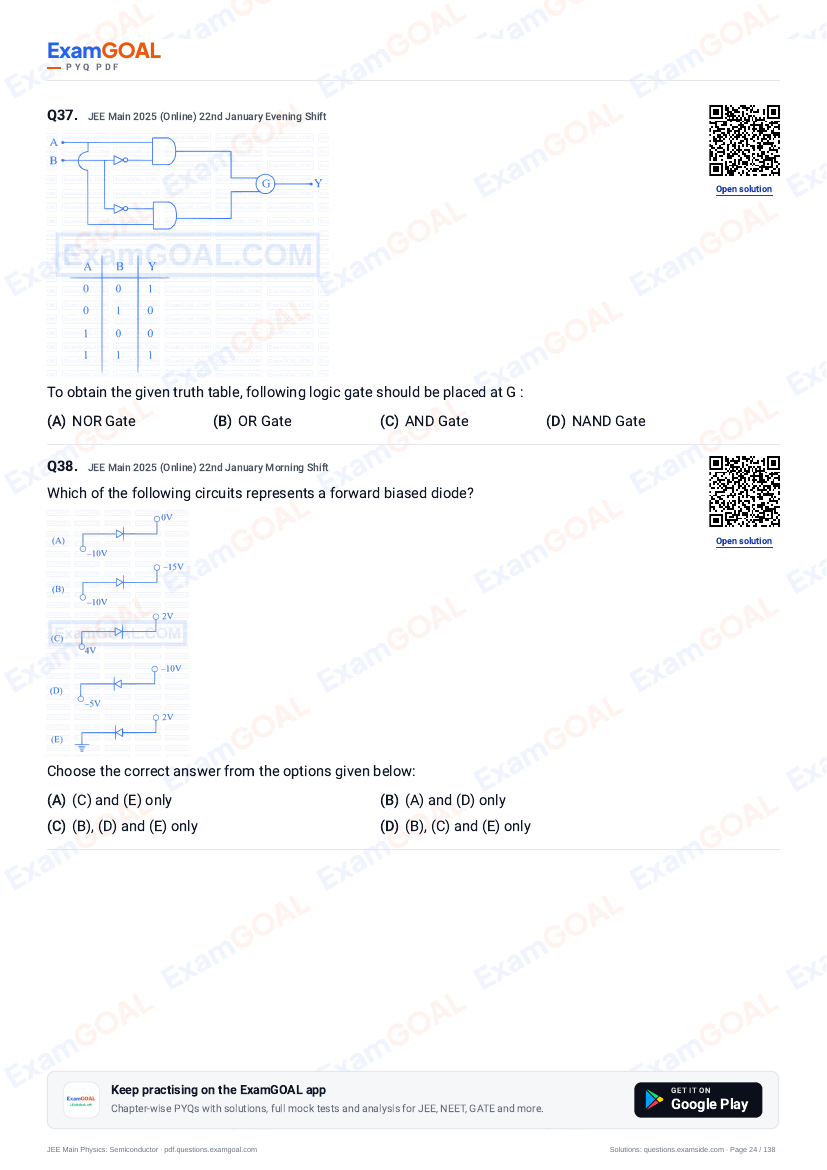 ExamGOAL
PYQ PDF
Q37. JEE Main 2025 (Online) 22nd January Evening Shift
Open solution
A
B
G
Y
ExamGOAL.COM
A B Y
0 0 1
0 1 0
1 0 0
1 1 1
To obtain the given truth table, following logic gate should be placed at G :
(A) NOR Gate (B) OR Gate (C) AND Gate (D) NAND Gate
Q38. JEE Main 2025 (Online) 22nd January Morning Shift
Open solution
Which of the following circuits represents a forward biased diode?
0V
(A)
–10V
–15V
(B)
–10V
2V
ExamGOAL.COM
(C)
4V
–10V
(D)
–5V
2V
(E)
Choose the correct answer from the options given below:
(A) (C) and (E) only (B) (A) and (D) only
(C) (B), (D) and (E) only (D) (B), (C) and (E) only
Keep practising on the ExamGOAL app
Chapter-wise PYQs with solutions, full mock tests and analysis for JEE, NEET, GATE and more.
ExamGOAL
GET IT ON
Google Play
JEE Main Physics: Semiconductor · pdf.questions.examgoal.com Solutions: questions.examside.com · Page 24 / 138